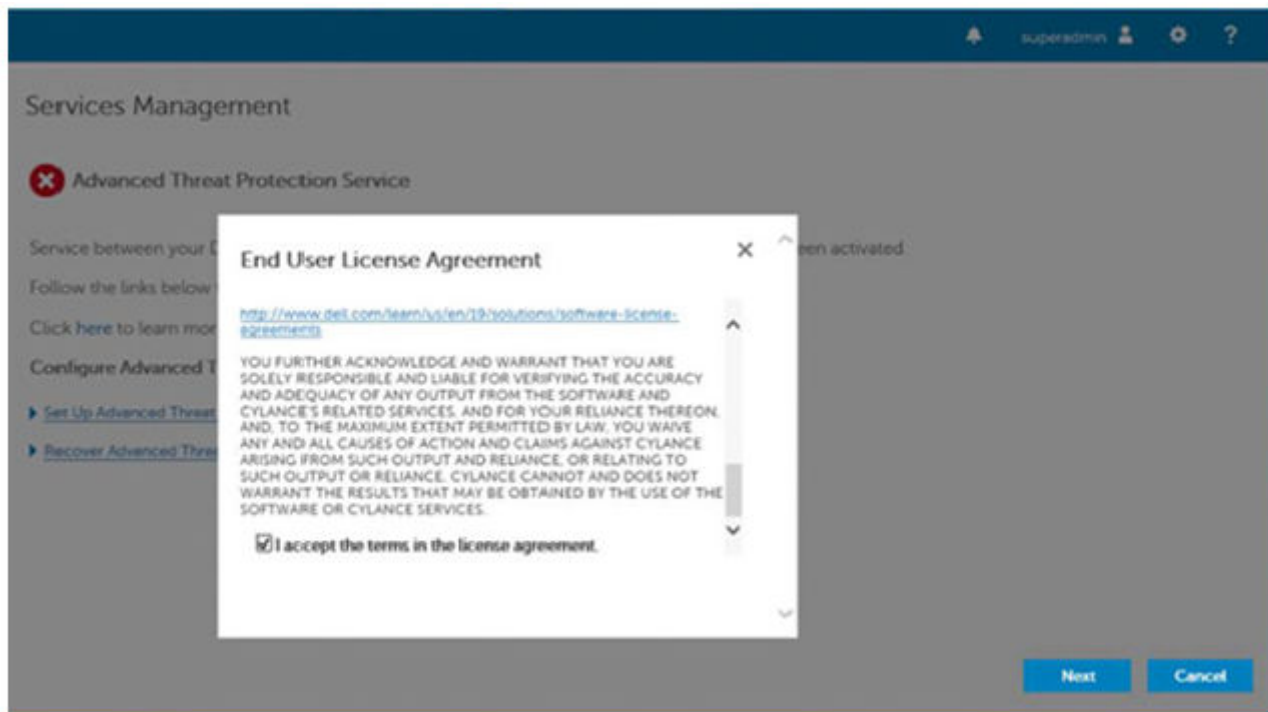 superadmin ?
Services Management
Advanced Threat Protection Service
Service between your D
een activated.
Follow the links below
Click here to learn mor
Configure Advanced T
Set Up Advanced Threat
Recover Advanced Thre
End User License Agreement
http://www.dell.com/learn/us/en/19/solutions/software-license-
agreements.
YOU FURTHER ACKNOWLEDGE AND WARRANT THAT YOU ARE
SOLELY RESPONSIBLE AND LIABLE FOR VERIFYING THE ACCURACY
AND ADEQUACY OF ANY OUTPUT FROM THE SOFTWARE AND
CYLANCE'S RELATED SERVICES, AND FOR YOUR RELIANCE THEREON,
AND, TO THE MAXIMUM EXTENT PERMITTED BY LAW, YOU WAIVE
ANY AND ALL CAUSES OF ACTION AND CLAIMS AGAINST CYLANCE
ARISING FROM SUCH OUTPUT AND RELIANCE, OR RELATING TO
SUCH OUTPUT OR RELIANCE. CYLANCE CANNOT AND DOES NOT
WARRANT THE RESULTS THAT MAY BE OBTAINED BY THE USE OF THE
SOFTWARE OR CYLANCE SERVICES.
I accept the terms in the license agreement.
Next
Cancel